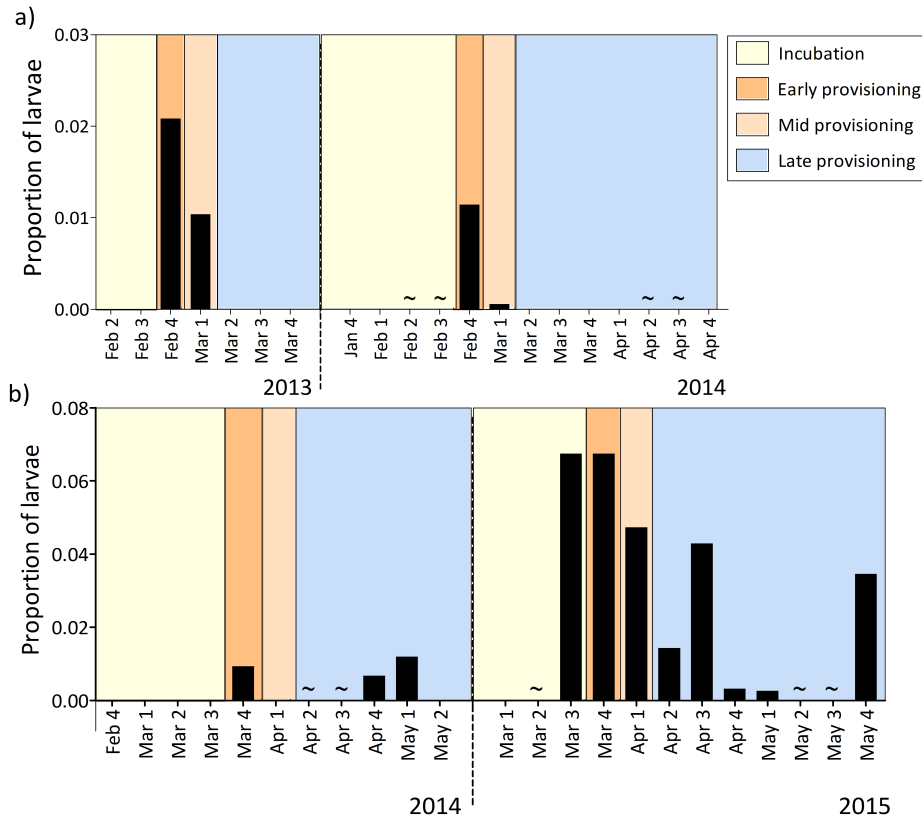 a)
Proportion of larvae
0.03
0.02
0.01
0.00
~ ~ ~ ~
Feb 2 Feb 3 Feb 4 Mar 1 Mar 2 Mar 3 Mar 4 Jan 4 Feb 1 Feb 2 Feb 3 Feb 4 Mar 1 Mar 2 Mar 3 Mar 4 Apr 1 Apr 2 Apr 3 Apr 4
2013 2014
Incubation
Early provisioning
Mid provisioning
Late provisioning
b)
Proportion of larvae
0.08
0.06
0.04
0.02
0.00
~ ~ ~ ~ ~
Feb 4 Mar 1 Mar 2 Mar 3 Mar 4 Apr 1 Apr 2 Apr 3 Apr 4 May 1 May 2 Mar 1 Mar 2 Mar 3 Mar 4 Apr 1 Apr 2 Apr 3 Apr 4 May 1 May 2 May 3 May 4
2014 2015